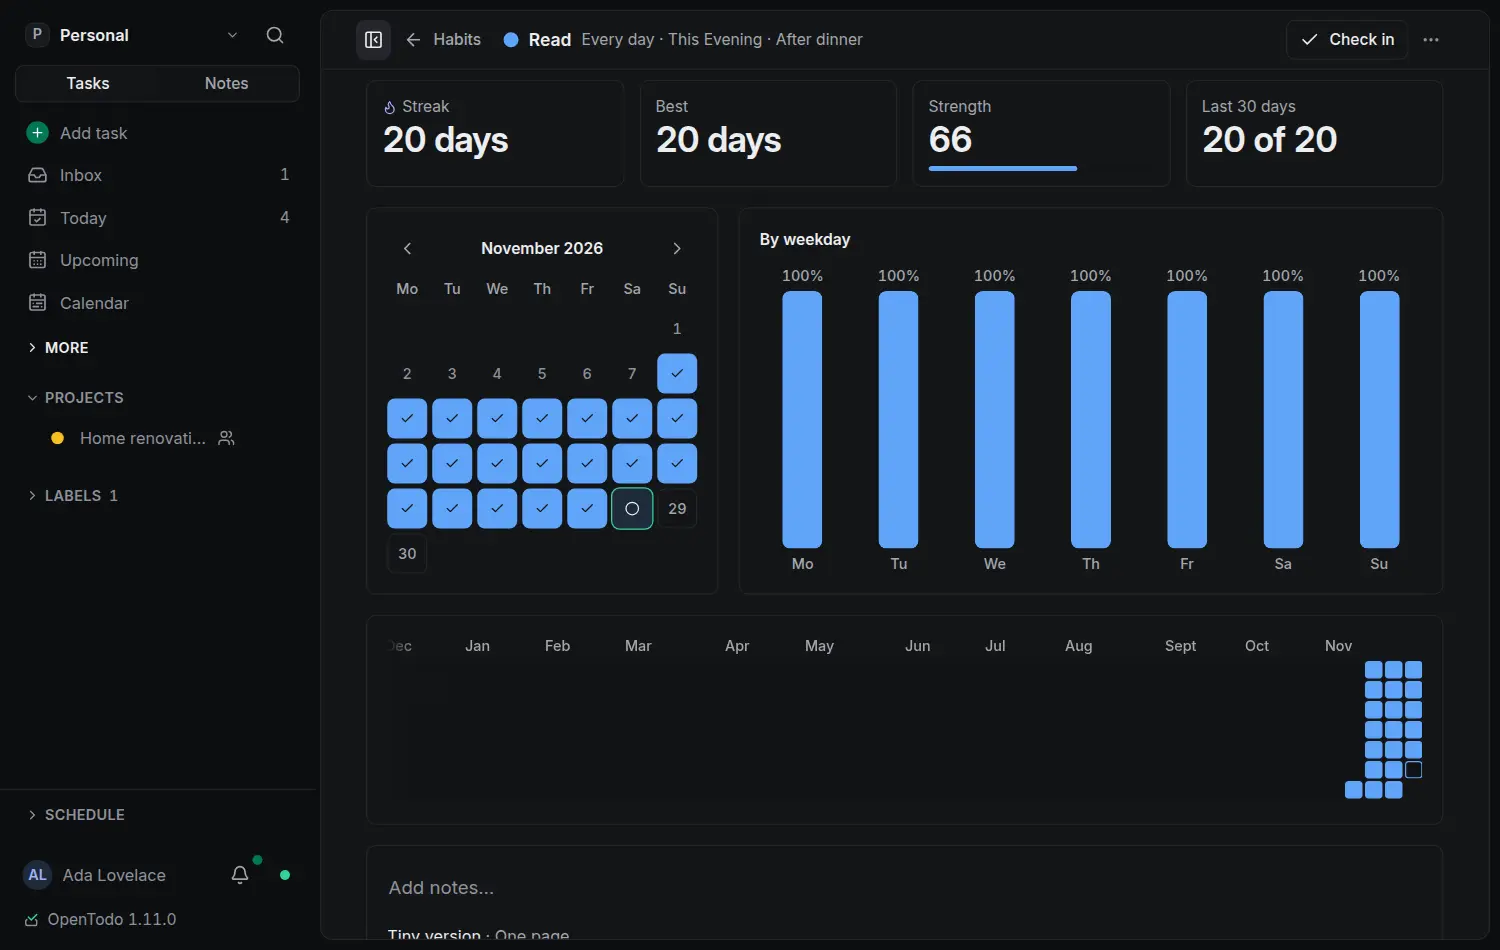 P Personal
Tasks Notes
Add task
Inbox 1
Today 4
Upcoming
Calendar
MORE
PROJECTS
Home renovati...
LABELS 1
SCHEDULE
AL Ada Lovelace
OpenTodo 1.11.0
Habits Read Every day · This Evening · After dinner Check in
Streak
20 days
Best
20 days
Strength
66
Last 30 days
20 of 20
November 2026
Mo Tu We Th Fr Sa Su
1
2 3 4 5 6 7
29
30
By weekday
100% 100% 100% 100% 100% 100% 100%
Mo Tu We Th Fr Sa Su
Dec Jan Feb Mar Apr May Jun Jul Aug Sept Oct Nov
Add notes...
Tiny version · One page